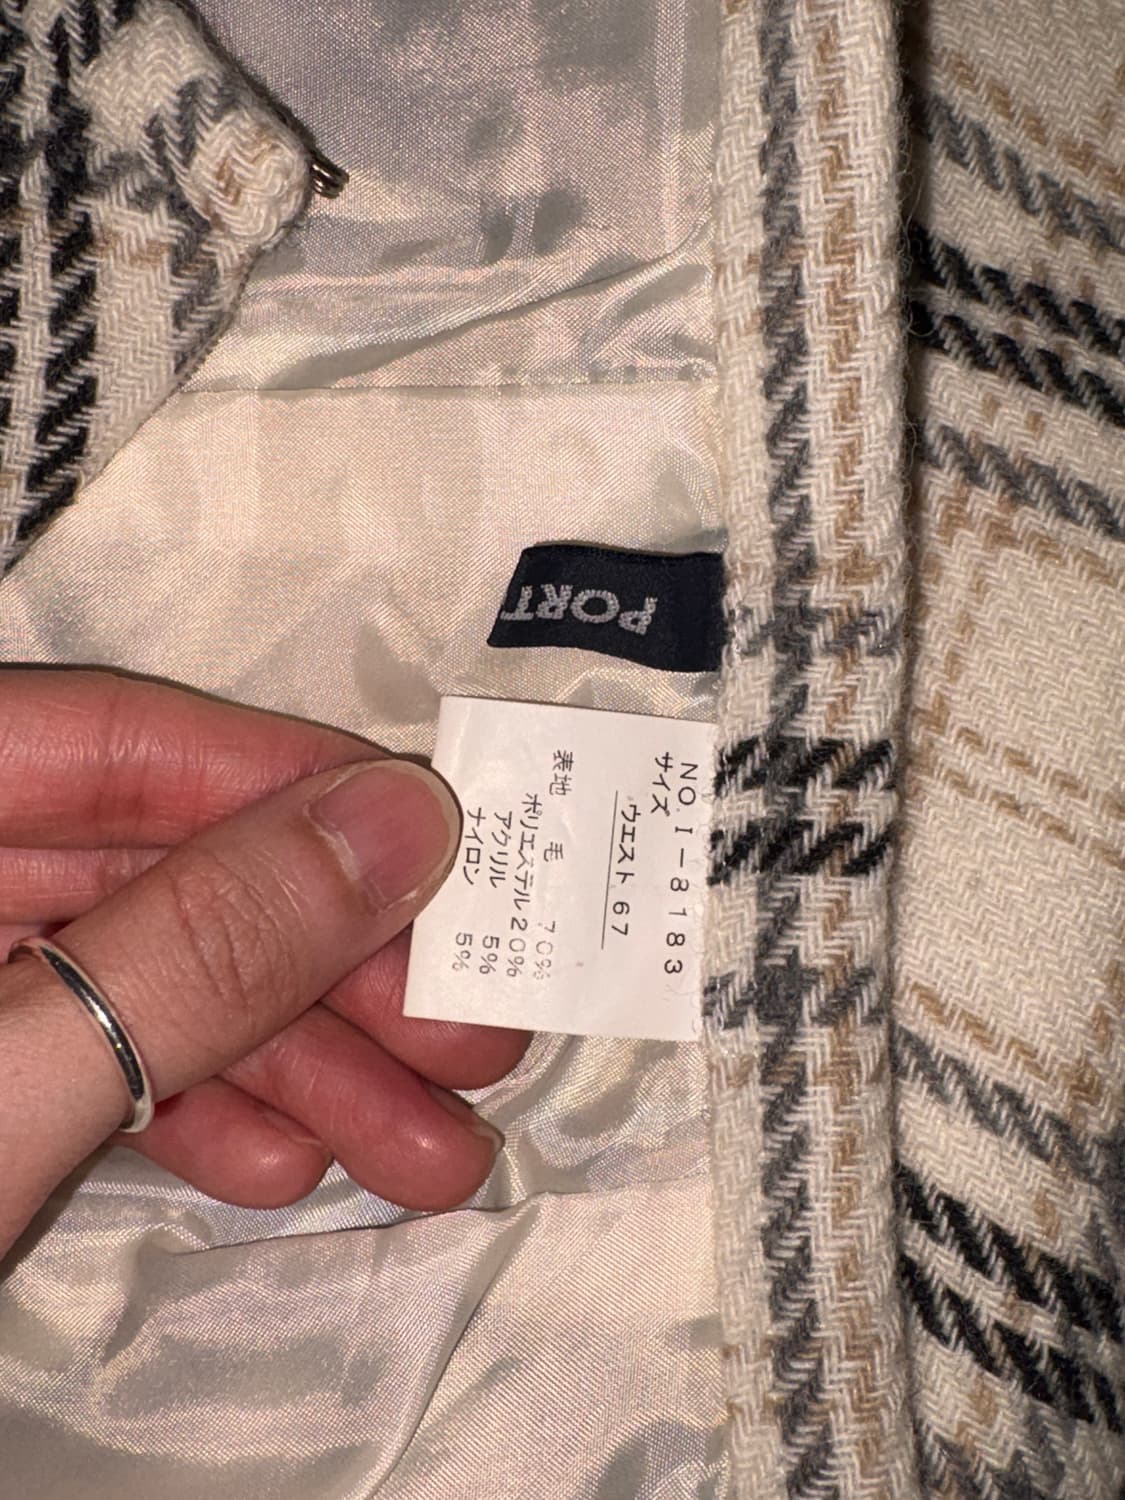 PORT
NO. I-8183
サイズ
ウエスト 67
表地 毛 70%
ポリエステル 20%
アクリル 5%
ナイロン 5%